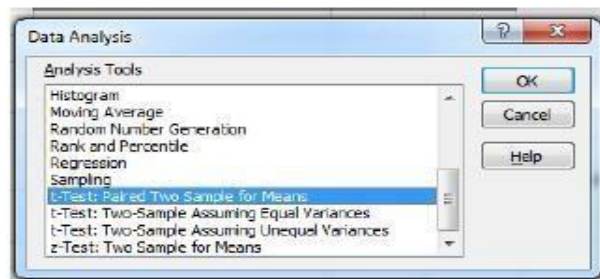 Data Analysis
Analysis Tools
Histogram
Moving Average
Random Number Generation
Rank and Percentile
Regression
Sampling
t-Test: Paired Two Sample for Means
t-Test: Two-Sample Assuming Equal Variances
t-Test: Two-Sample Assuming Unequal Variances
z-Test: Two Sample for Means
OK
Cancel
Help